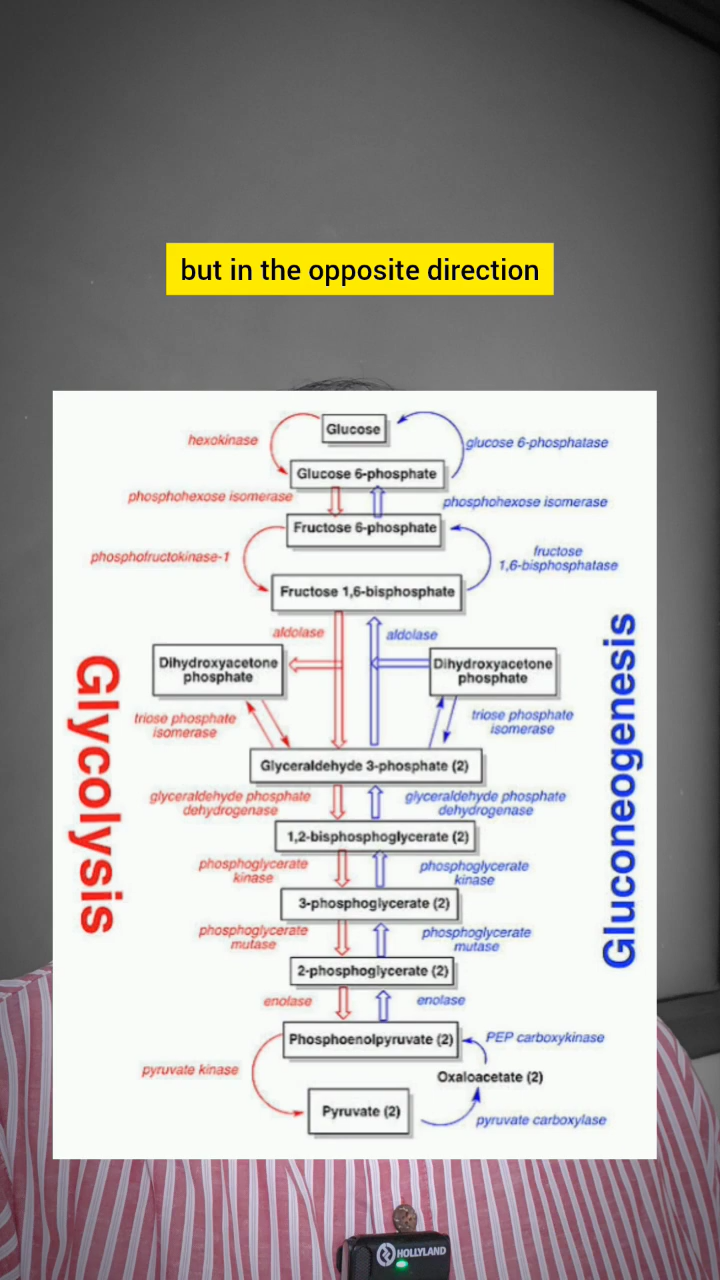 but in the opposite direction
Glucose
hexokinase
glucose 6-phosphatase
Glucose 6-phosphate
phosphohexose isomerase
phosphohexose isomerase
Fructose 6-phosphate
phosphofructokinase-1
fructose
1,6-bisphosphatase
Fructose 1,6-bisphosphate
aldolase
aldolase
Dihydroxyacetone
phosphate
Dihydroxyacetone
phosphate
triose phosphate
isomerase
triose phosphate
isomerase
Glycolysis
Gluconeogenesis
Glyceraldehyde 3-phosphate (2)
glyceraldehyde phosphate
dehydrogenase
glyceraldehyde phosphate
dehydrogenase
1,2-bisphosphoglycerate (2)
phosphoglycerate
kinase
phosphoglycerate
kinase
3-phosphoglycerate (2)
phosphoglycerate
mutase
phosphoglycerate
mutase
2-phosphoglycerate (2)
enolase
enolase
Phosphoenolpyruvate (2)
PEP carboxykinase
pyruvate kinase
Oxaloacetate (2)
Pyruvate (2)
pyruvate carboxylase
HOLLYLAND